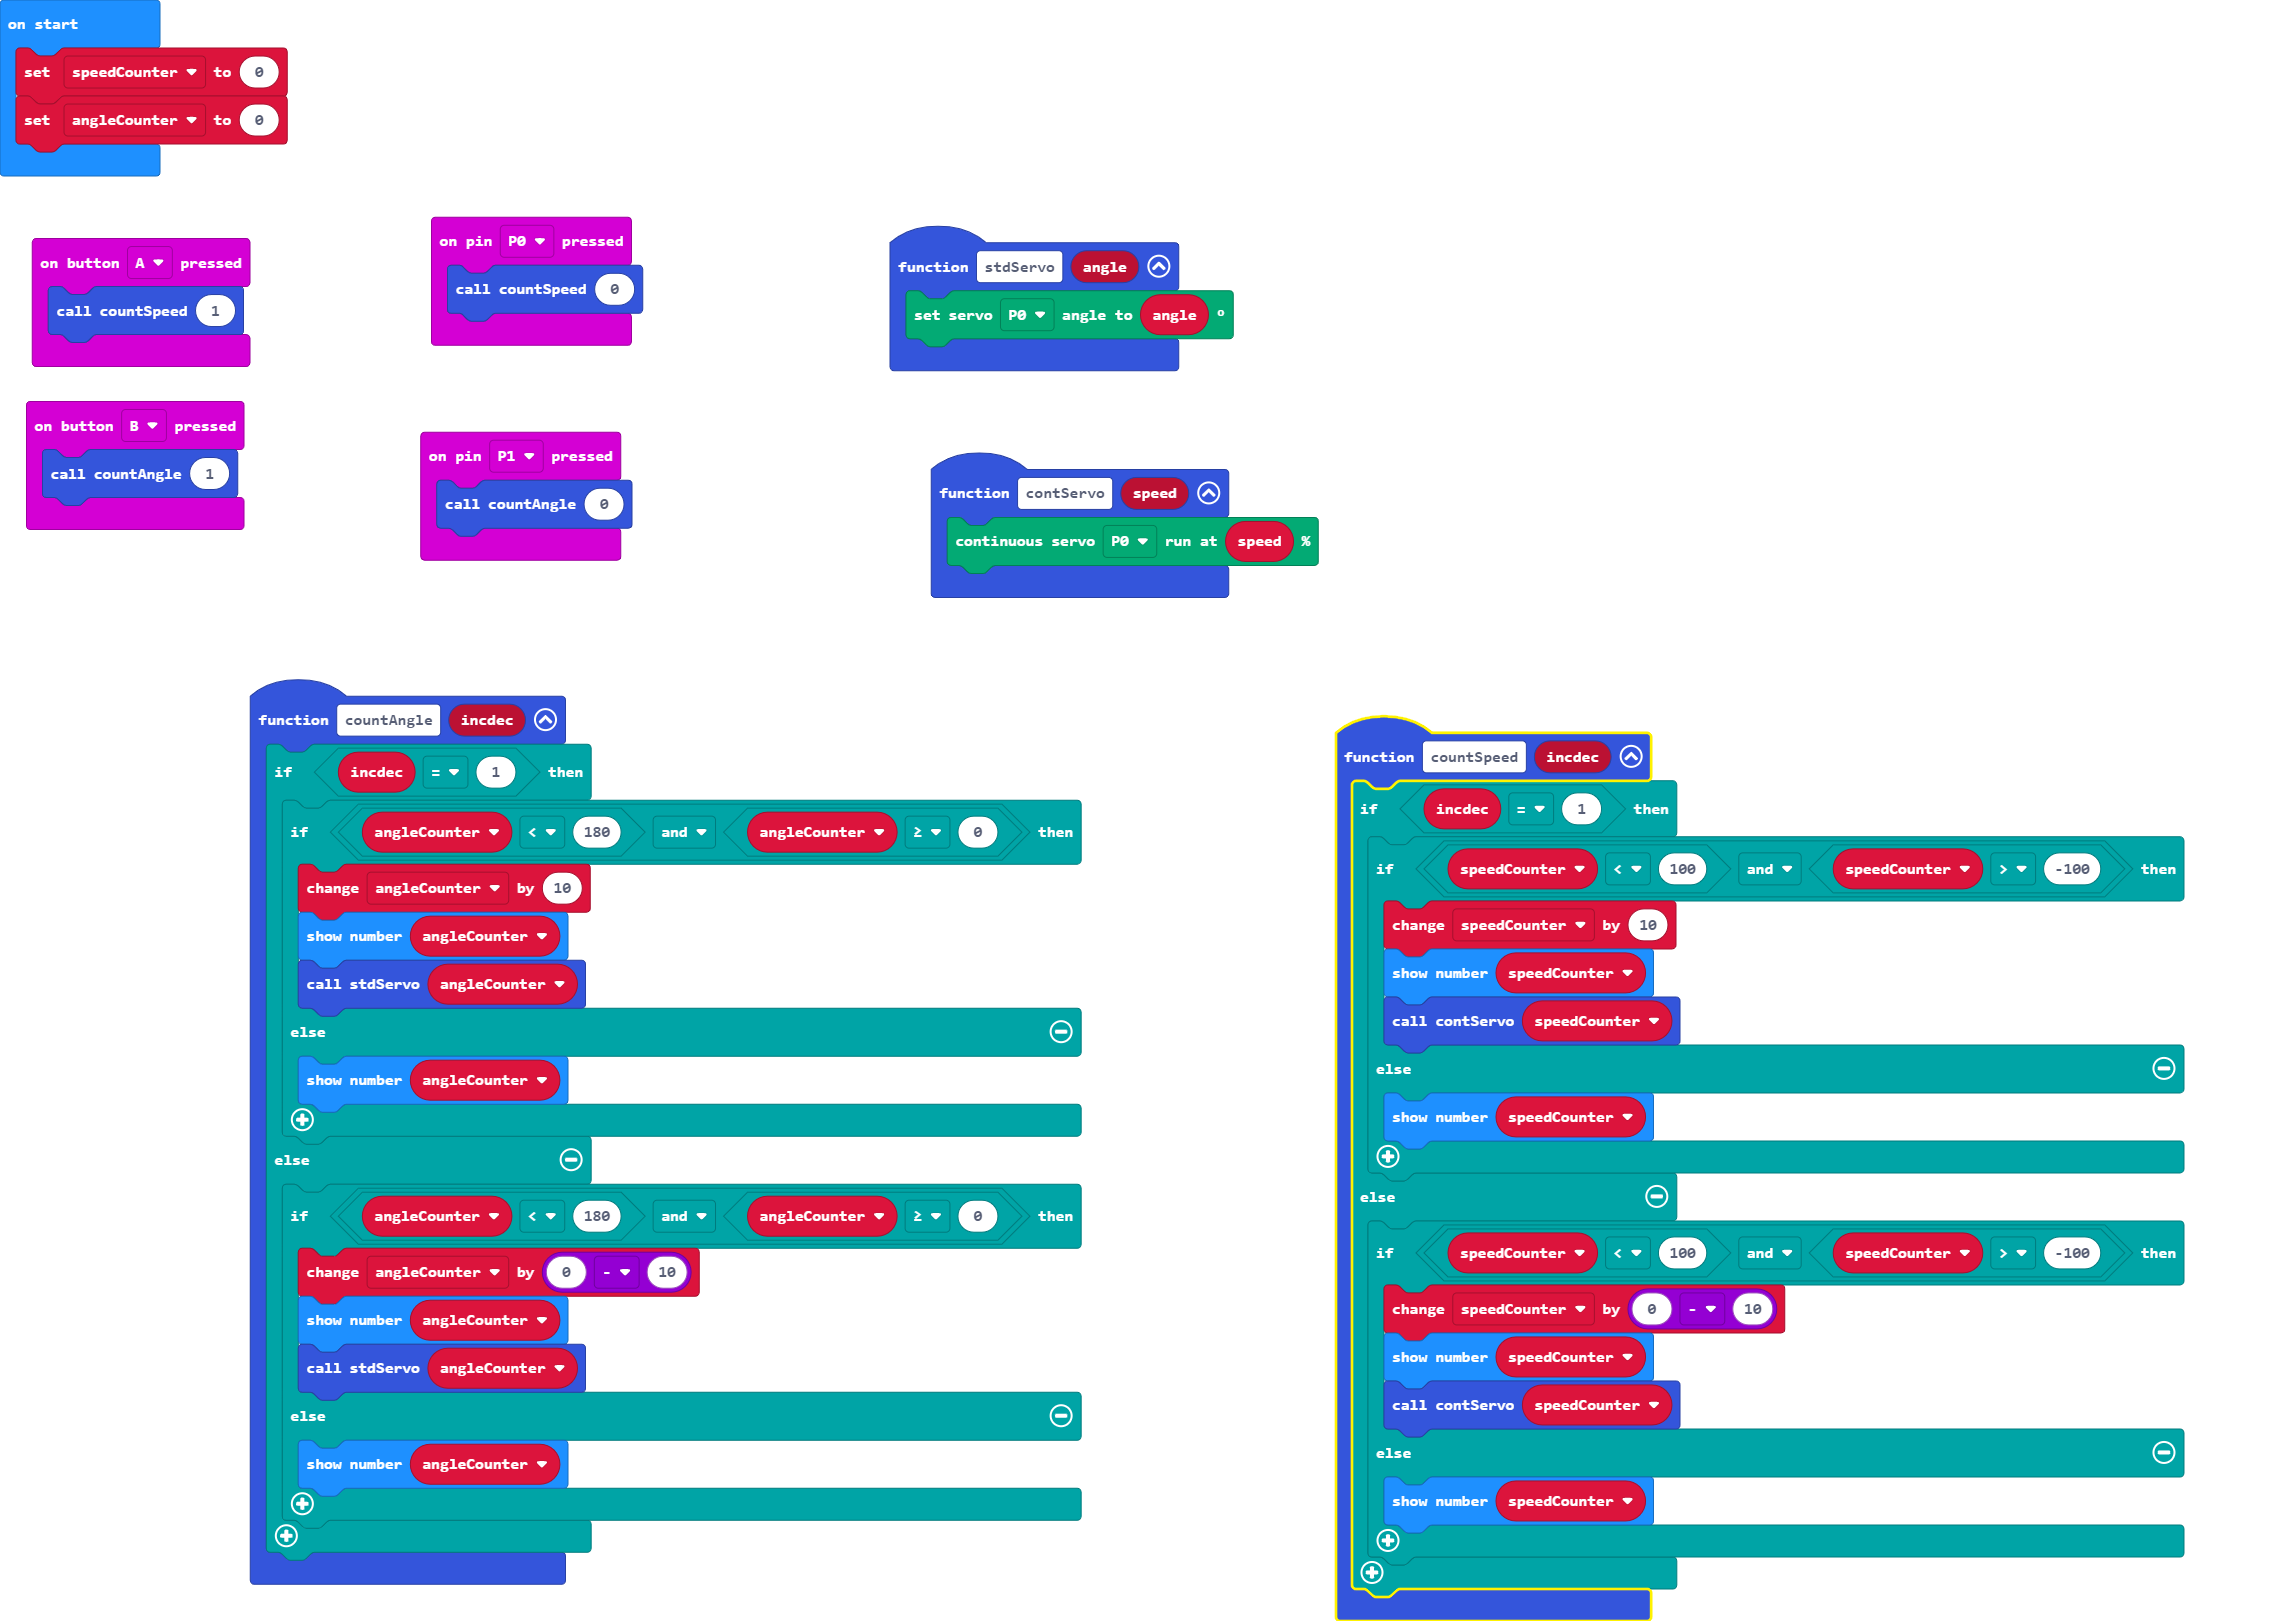 on start
set speedCounter to 0
set angleCounter to 0
on button A pressed
call countSpeed 1
on button B pressed
call countAngle 1
on pin P0 pressed
call countSpeed 0
on pin P1 pressed
call countAngle 0
function stdServo angle
set servo P0 angle to angle °
function contServo speed
continuous servo P0 run at speed %
function countAngle incdec
if incdec = 1 then
if angleCounter < 180 and angleCounter ≥ 0 then
change angleCounter by 10
show number angleCounter
call stdServo angleCounter
else
show number angleCounter
else
if angleCounter < 180 and angleCounter ≥ 0 then
change angleCounter by 0 - 10
show number angleCounter
call stdServo angleCounter
else
show number angleCounter
function countSpeed incdec
if incdec = 1 then
if speedCounter < 100 and speedCounter > -100 then
change speedCounter by 10
show number speedCounter
call contServo speedCounter
else
show number speedCounter
else
if speedCounter < 100 and speedCounter > -100 then
change speedCounter by 0 - 10
show number speedCounter
call contServo speedCounter
else
show number speedCounter